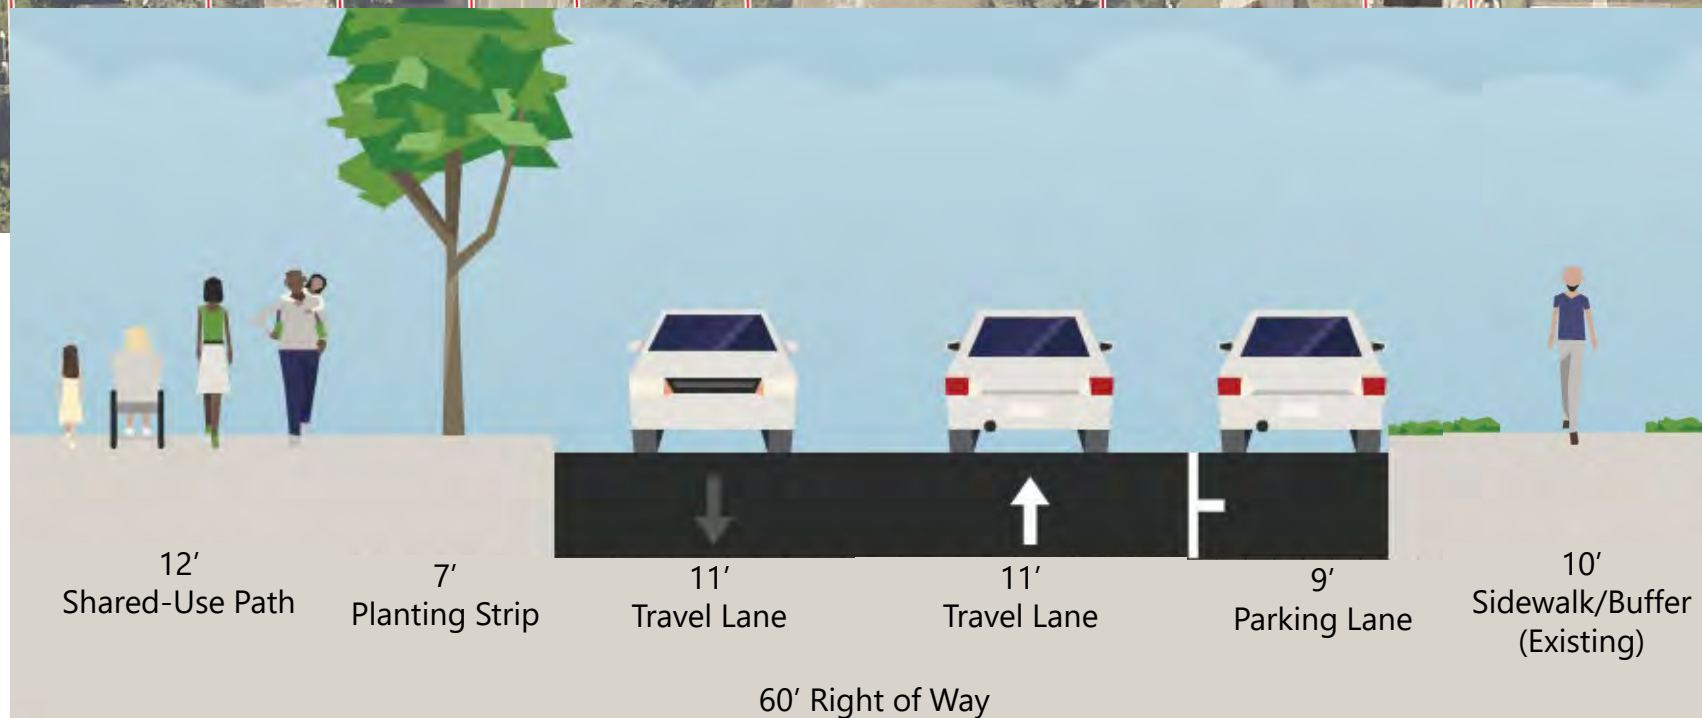 12′
Shared-Use Path
7′
Planting Strip
11′
Travel Lane
11′
Travel Lane
9′
Parking Lane
10′
Sidewalk/Buffer
(Existing)
60′ Right of Way